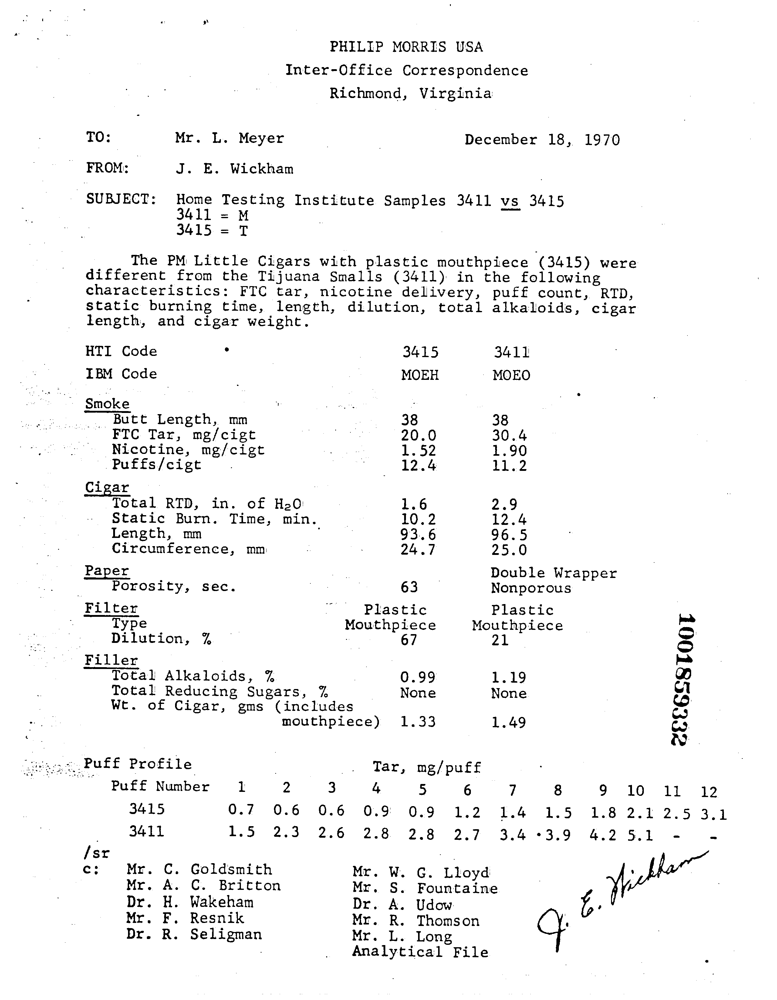 PHILIP MORRIS USA
Inter-Office Correspondence
Richmond, Virginia
TO: Mr. L. Meyer December 18, 1970
FROM: J. E. Wickham
SUBJECT: Home Testing Institute Samples 3411 vs 3415
3411 = M
3415 = T
The PM Little Cigars with plastic mouthpiece (3415) were
different from the Tijuana Smalls (3411) in the following
characteristics: FTC tar, nicotine delivery, puff count, RTD,
static burning time, length, dilution, total alkaloids, cigar
length, and cigar weight.
HTI Code 3415 3411
IBM Code MOEH MOEO
Smoke
Butt Length, mm 38 38
FTC Tar, mg/cigt 20.0 30.4
Nicotine, mg/cigt 1.52 1.90
Puffs/cigt 12.4 11.2
Cigar
Total RTD, in. of H₂O 1.6 2.9
Static Burn. Time, min. 10.2 12.4
Length, mm 93.6 96.5
Circumference, mm 24.7 25.0
Paper Double Wrapper
Porosity, sec. 63 Nonporous
Filter Plastic Plastic
Type Mouthpiece Mouthpiece
Dilution, % 67 21
Filler
Total Alkaloids, % 0.99 1.19
Total Reducing Sugars, % None None
Wt. of Cigar, gms (includes
mouthpiece) 1.33 1.49
1001859332
Puff Profile Tar, mg/puff
Puff Number 1 2 3 4 5 6 7 8 9 10 11 12
3415 0.7 0.6 0.6 0.9 0.9 1.2 1.4 1.5 1.8 2.1 2.5 3.1
3411 1.5 2.3 2.6 2.8 2.8 2.7 3.4 3.9 4.2 5.1 - -
/sr
c: Mr. C. Goldsmith Mr. W. G. Lloyd
Mr. A. C. Britton Mr. S. Fountaine
Dr. H. Wakeham Dr. A. Udow
Mr. F. Resnik Mr. R. Thomson
Dr. R. Seligman Mr. L. Long
Analytical File
J. E. Wickham